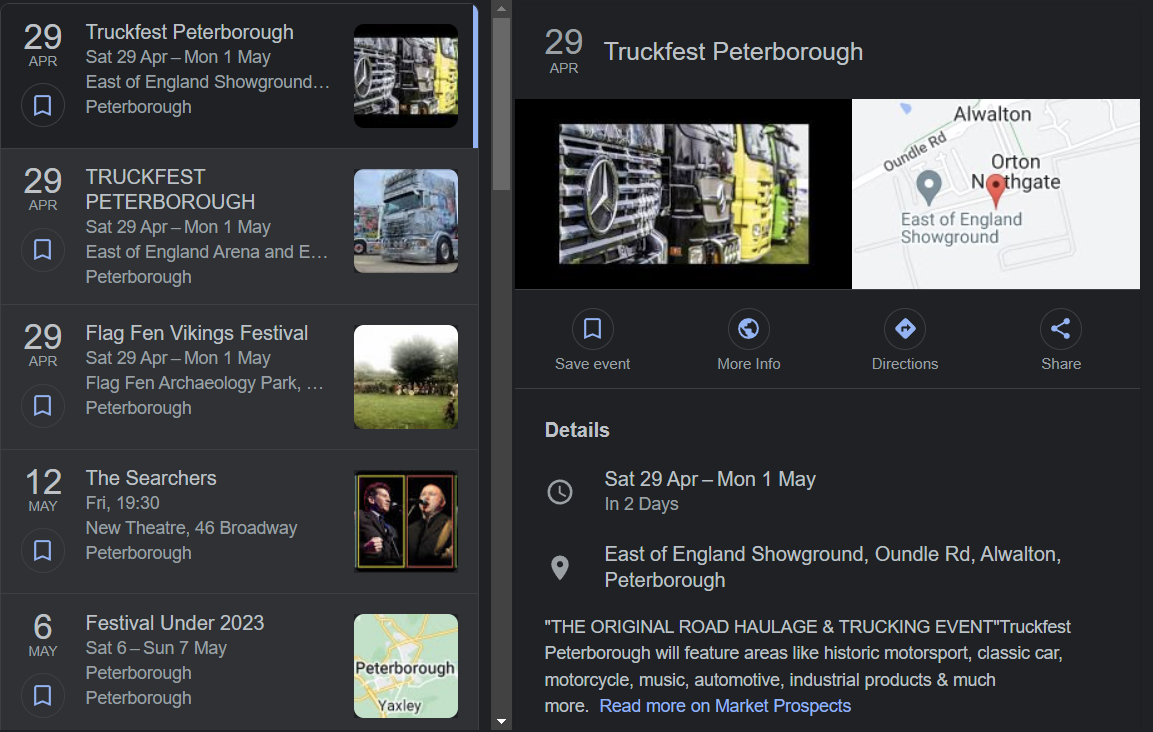 29
APR
Truckfest Peterborough
Sat 29 Apr – Mon 1 May
East of England Showground…
Peterborough
29
APR
TRUCKFEST
PETERBOROUGH
Sat 29 Apr – Mon 1 May
East of England Arena and E…
Peterborough
29
APR
Flag Fen Vikings Festival
Sat 29 Apr – Mon 1 May
Flag Fen Archaeology Park, …
Peterborough
12
MAY
The Searchers
Fri, 19:30
New Theatre, 46 Broadway
Peterborough
6
MAY
Festival Under 2023
Sat 6 – Sun 7 May
Peterborough
Peterborough
Peterborough
Yaxley
29
APR
Truckfest Peterborough
Alwalton
Oundle Rd
Orton
Northgate
East of England
Showground
Save event
More Info
Directions
Share
Details
Sat 29 Apr – Mon 1 May
In 2 Days
East of England Showground, Oundle Rd, Alwalton,
Peterborough
"THE ORIGINAL ROAD HAULAGE & TRUCKING EVENT"Truckfest
Peterborough will feature areas like historic motorsport, classic car,
motorcycle, music, automotive, industrial products & much
more. Read more on Market Prospects